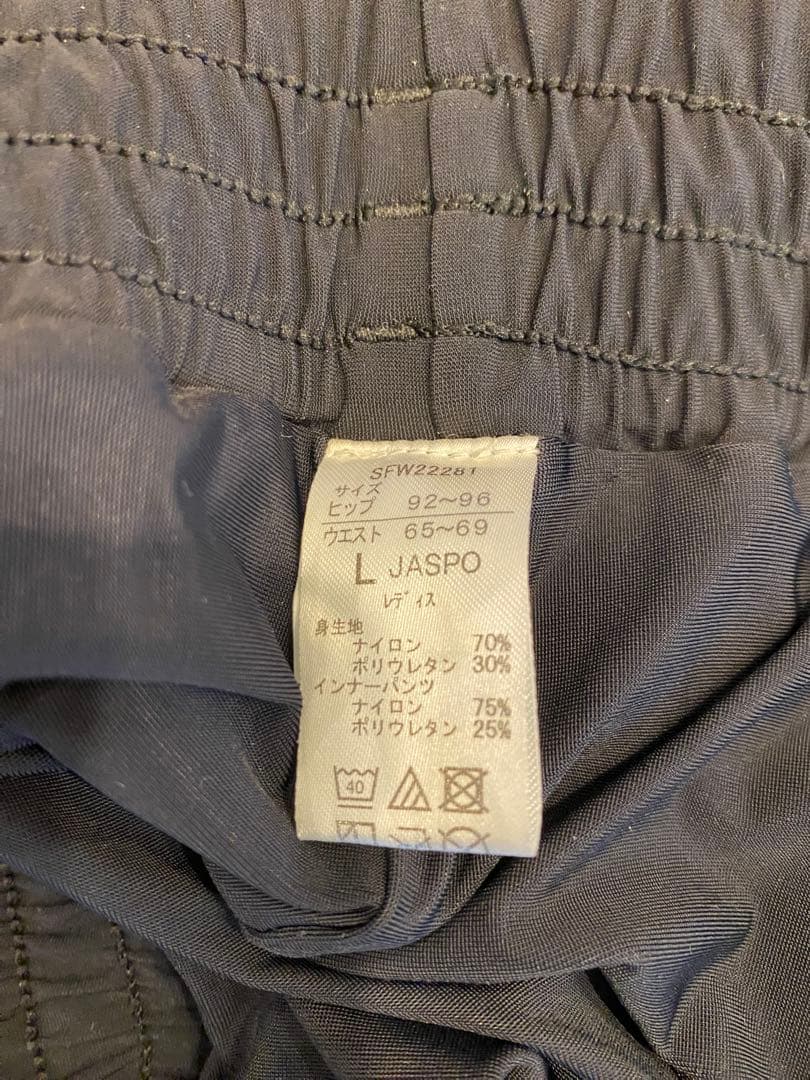 SFW22281
サイズ
ヒップ 92～96
ウエスト 65～69
L JASPO
ﾚﾃﾞｨｽ
身生地
ナイロン 70%
ポリウレタン 30%
インナーパンツ
ナイロン 75%
ポリウレタン 25%
40